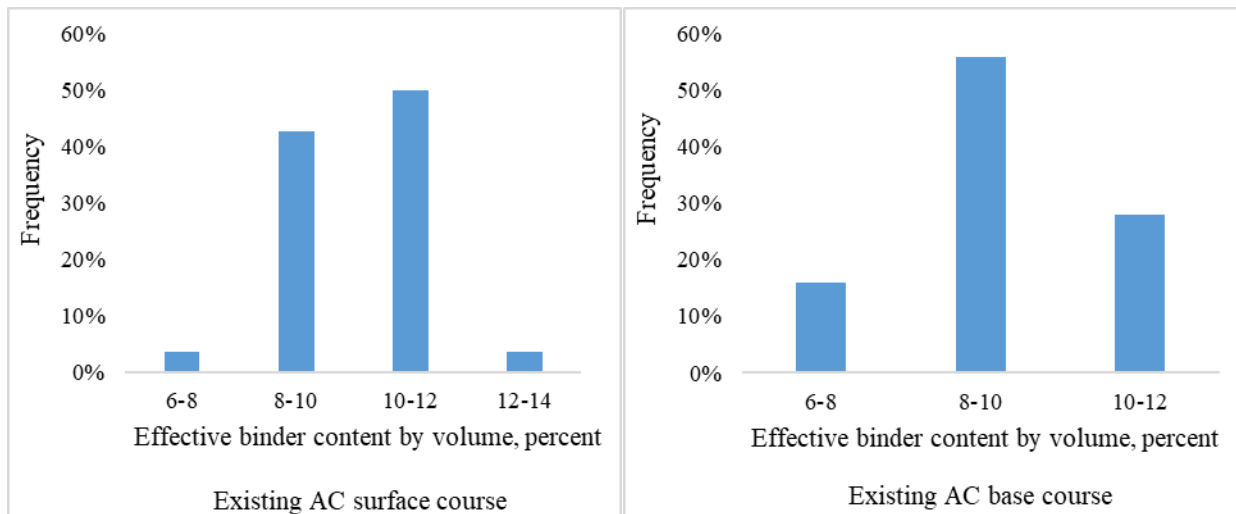 60%
50%
40%
30%
20%
10%
0%
Frequency
6-8 8-10 10-12 12-14
Effective binder content by volume, percent
Existing AC surface course
60%
50%
40%
30%
20%
10%
0%
Frequency
6-8 8-10 10-12
Effective binder content by volume, percent
Existing AC base course